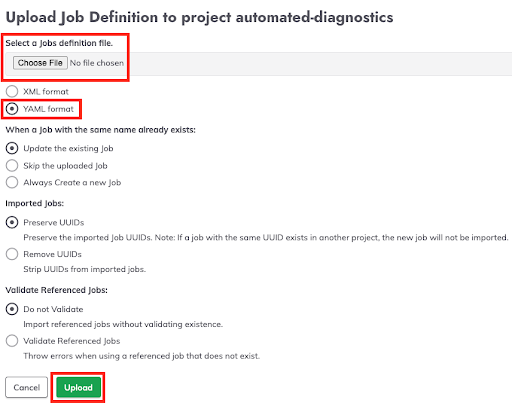 Upload Job Definition to project automated-diagnostics
Select a Jobs definition file.
Choose File No file chosen
XML format
YAML format
When a Job with the same name already exists:
Update the existing Job
Skip the uploaded Job
Always Create a new Job
Imported Jobs:
Preserve UUIDs
Preserve the imported Job UUIDs. Note: If a job with the same UUID exists in another project, the new job will not be imported.
Remove UUIDs
Strip UUIDs from imported jobs.
Validate Referenced Jobs:
Do not Validate
Import referenced jobs without validating existence.
Validate Referenced Jobs
Throw errors when using a referenced job that does not exist.
Cancel Upload